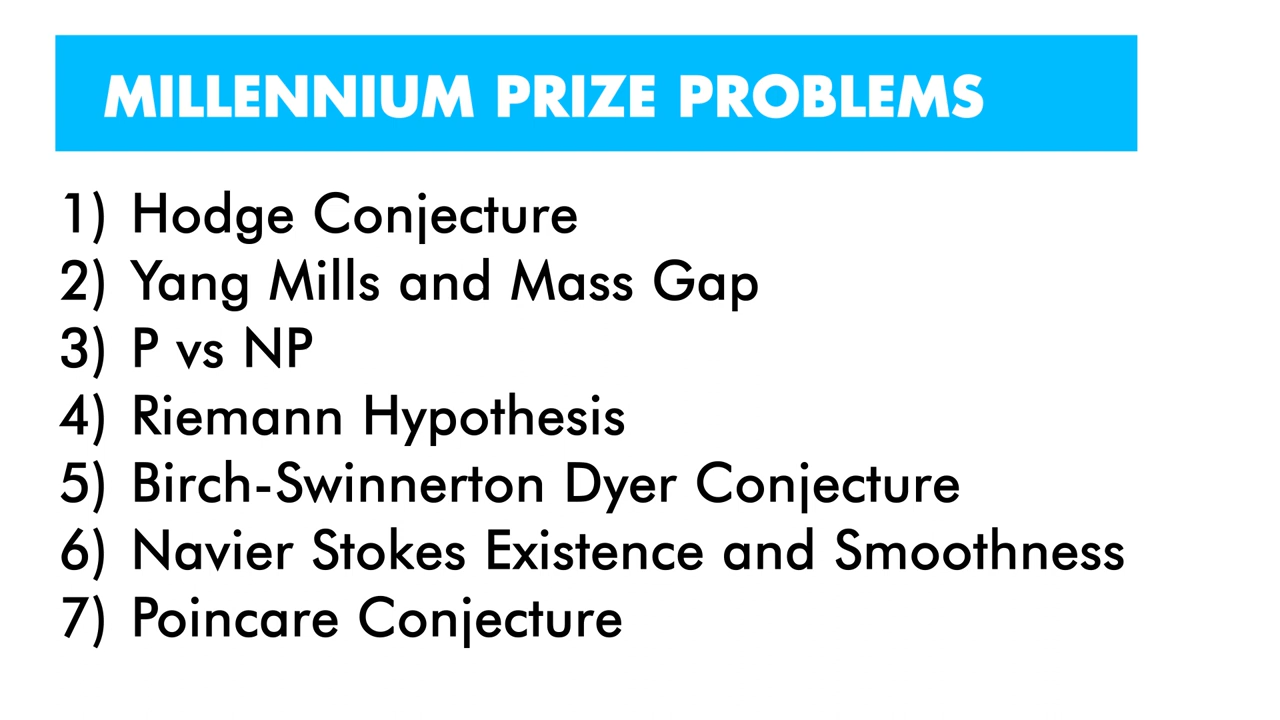 MILLENNIUM PRIZE PROBLEMS
1) Hodge Conjecture
2) Yang Mills and Mass Gap
3) P vs NP
4) Riemann Hypothesis
5) Birch-Swinnerton Dyer Conjecture
6) Navier Stokes Existence and Smoothness
7) Poincare Conjecture